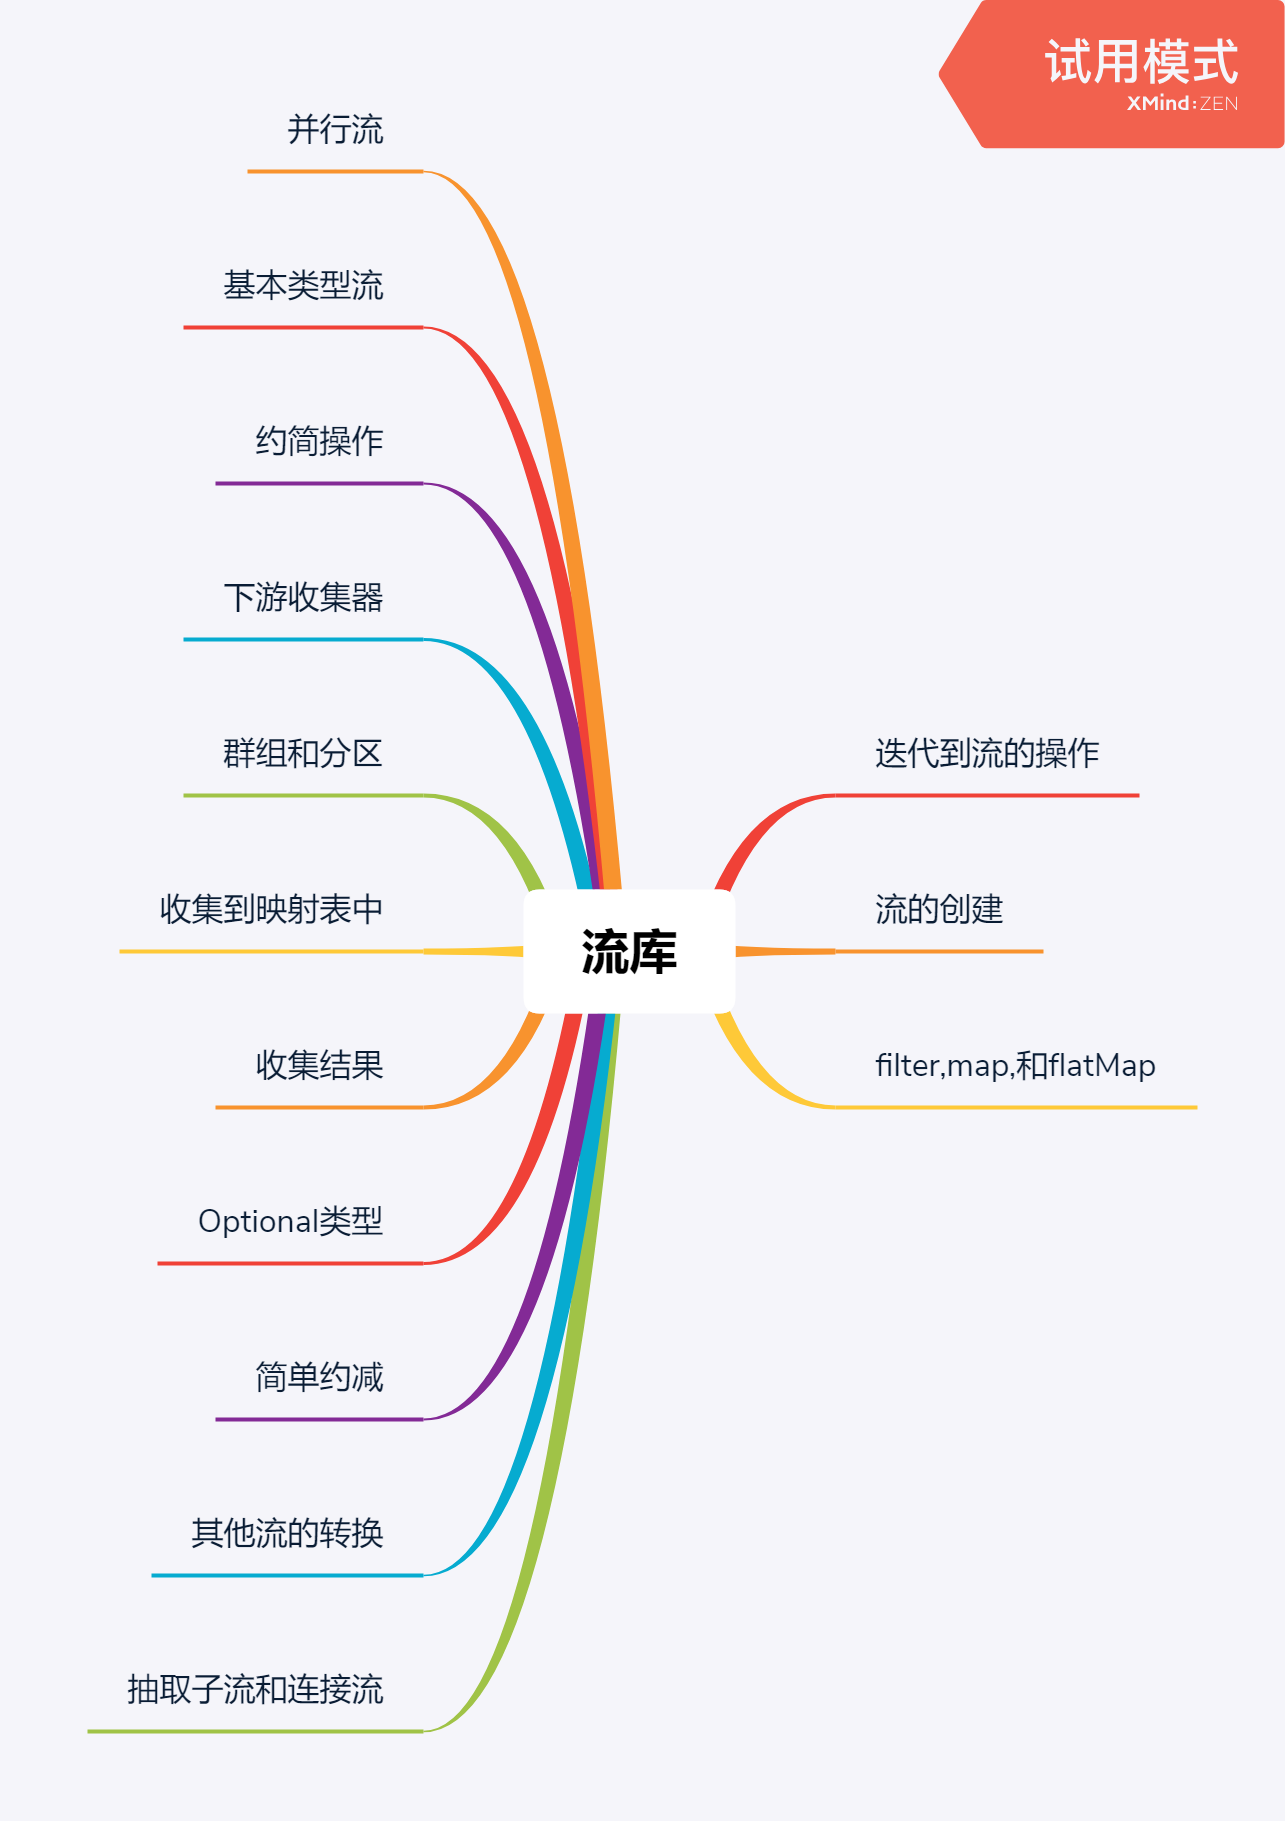 试用模式
XMind:ZEN
并行流
基本类型流
约简操作
下游收集器
群组和分区
收集到映射表中
收集结果
Optional类型
简单约减
其他流的转换
抽取子流和连接流
流库
迭代到流的操作
流的创建
filter,map,和flatMap